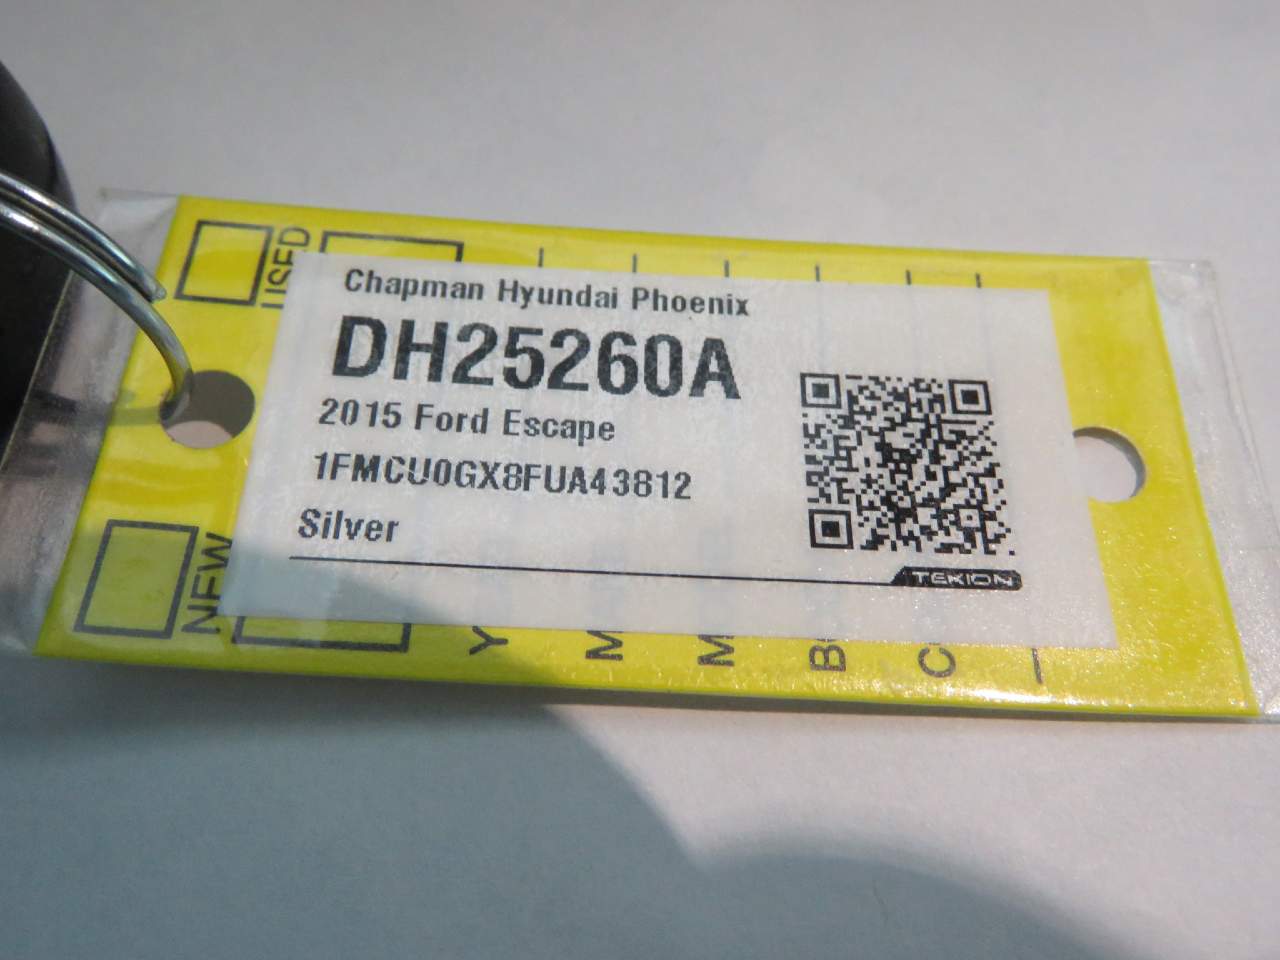 USED
Chapman Hyundai Phoenix
DH25260A
2015 Ford Escape
1FMCU0GX8FUA43812
Silver
TEKION
NEW